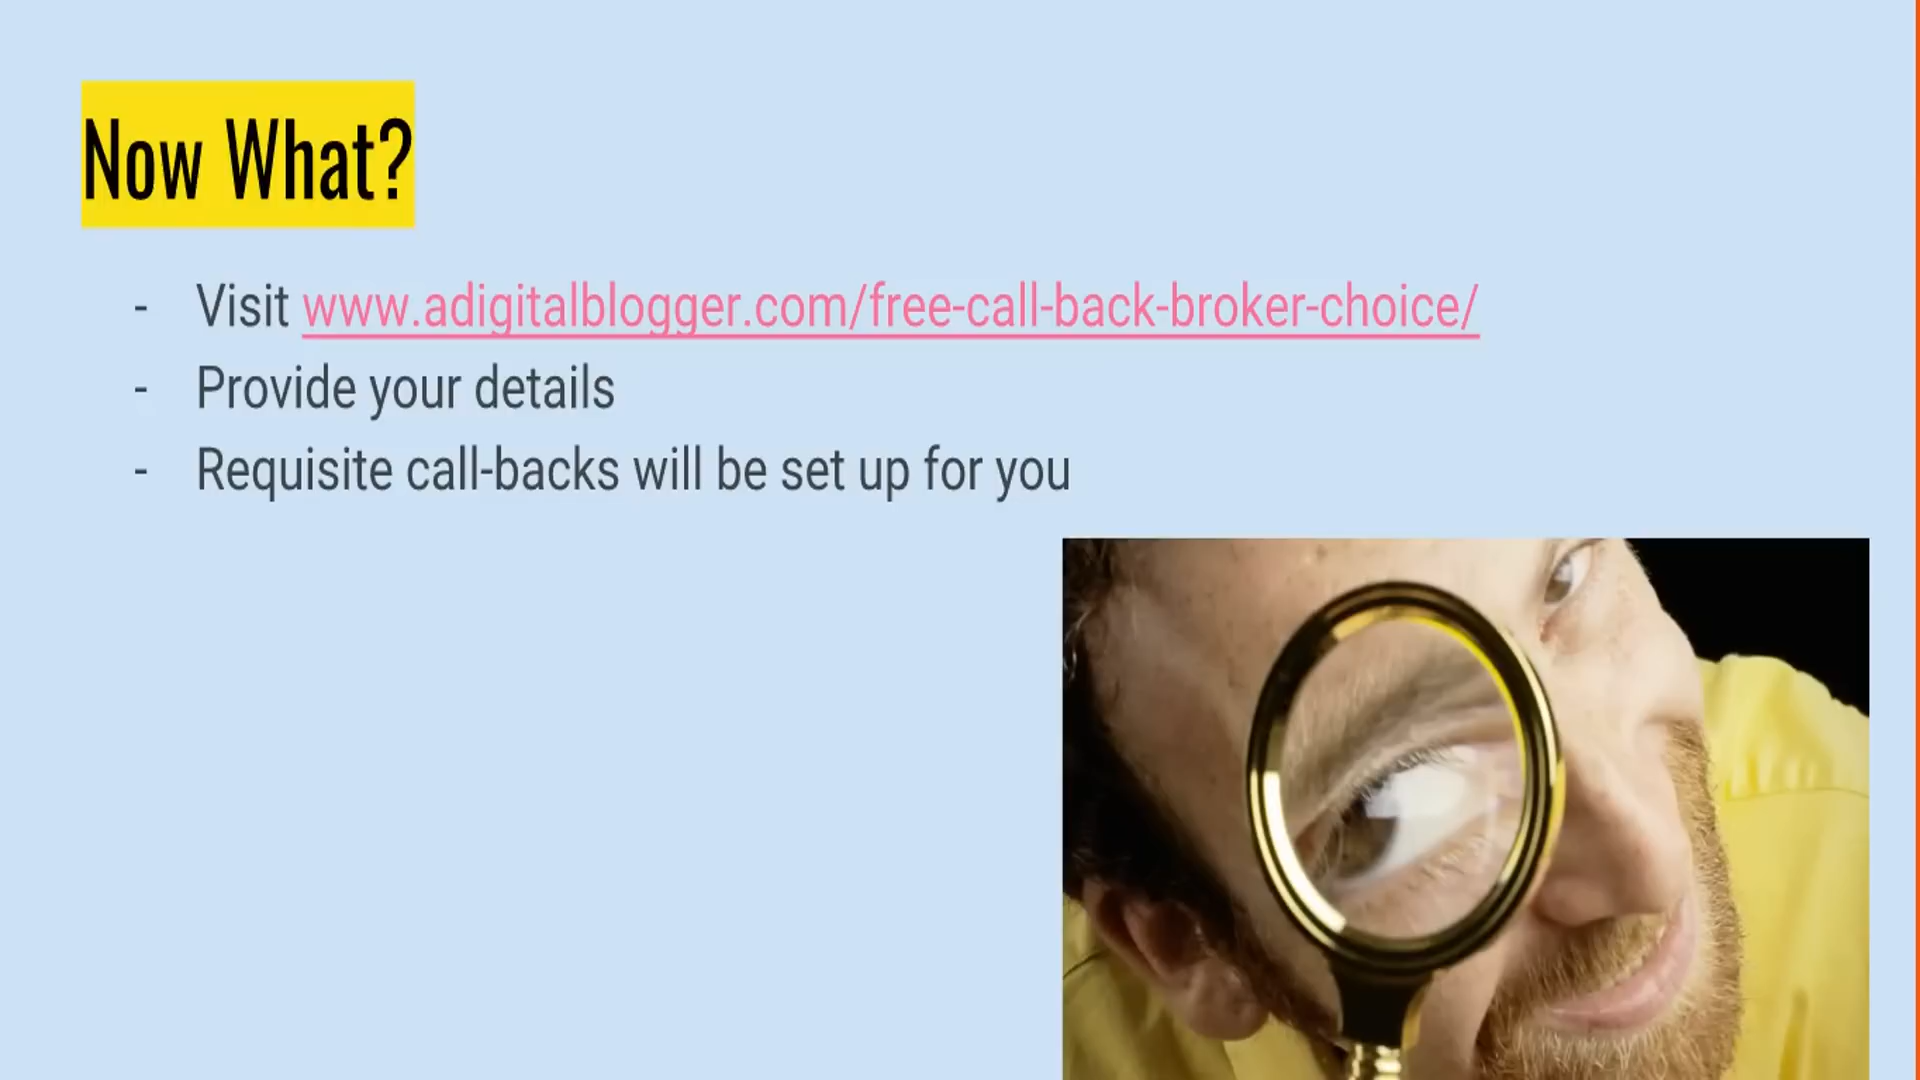 Now What?
- Visit www.adigitalblogger.com/free-call-back-broker-choice/
- Provide your details
- Requisite call-backs will be set up for you